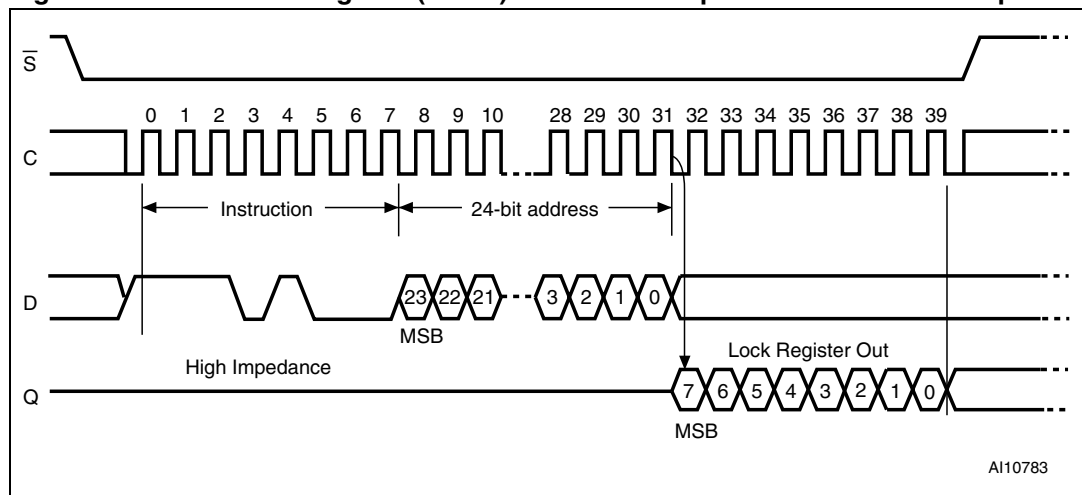 S
0 1 2 3 4 5 6 7 8 9 10 28 29 30 31 32 33 34 35 36 37 38 39
C
Instruction 24-bit address
D
23 22 21 3 2 1 0
MSB
High Impedance Lock Register Out
Q
7 6 5 4 3 2 1 0
MSB
AI10783